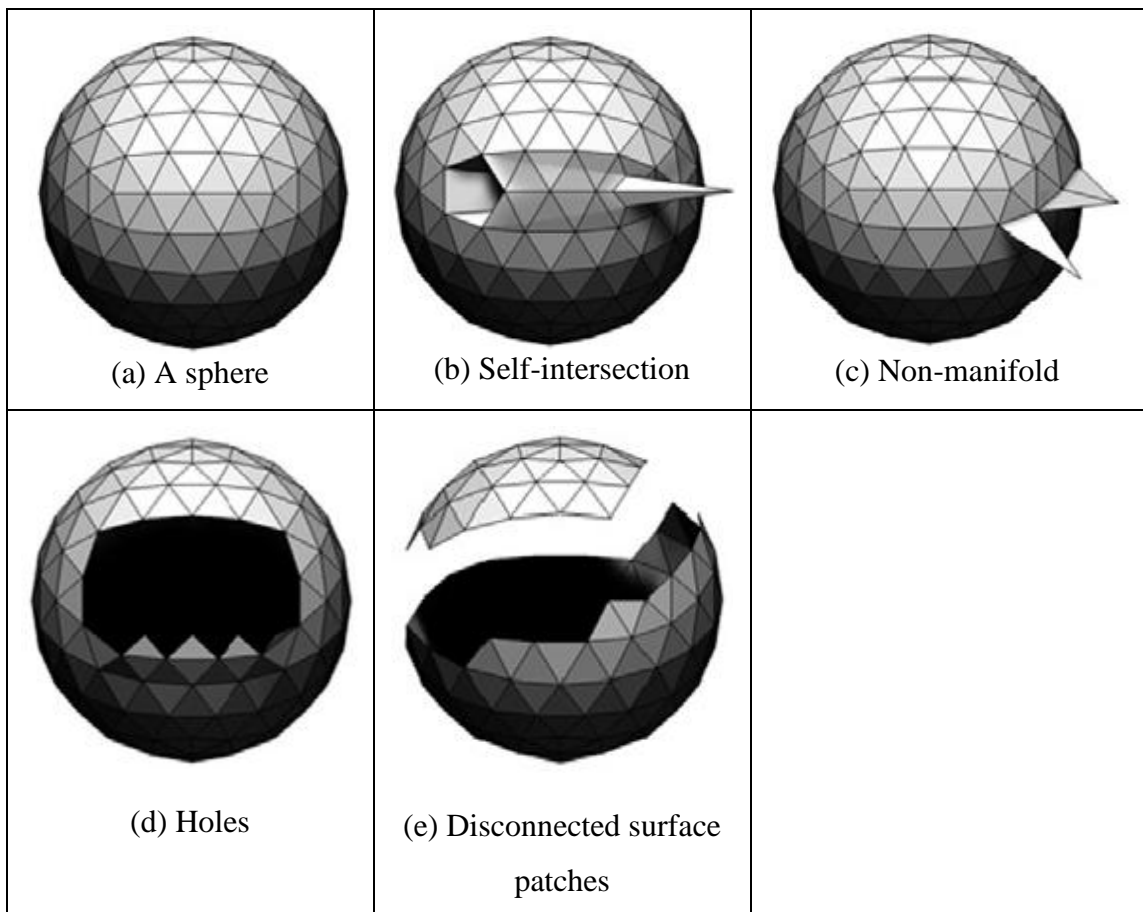 (a) A sphere
(b) Self-intersection
(c) Non-manifold
(d) Holes
(e) Disconnected surface
patches